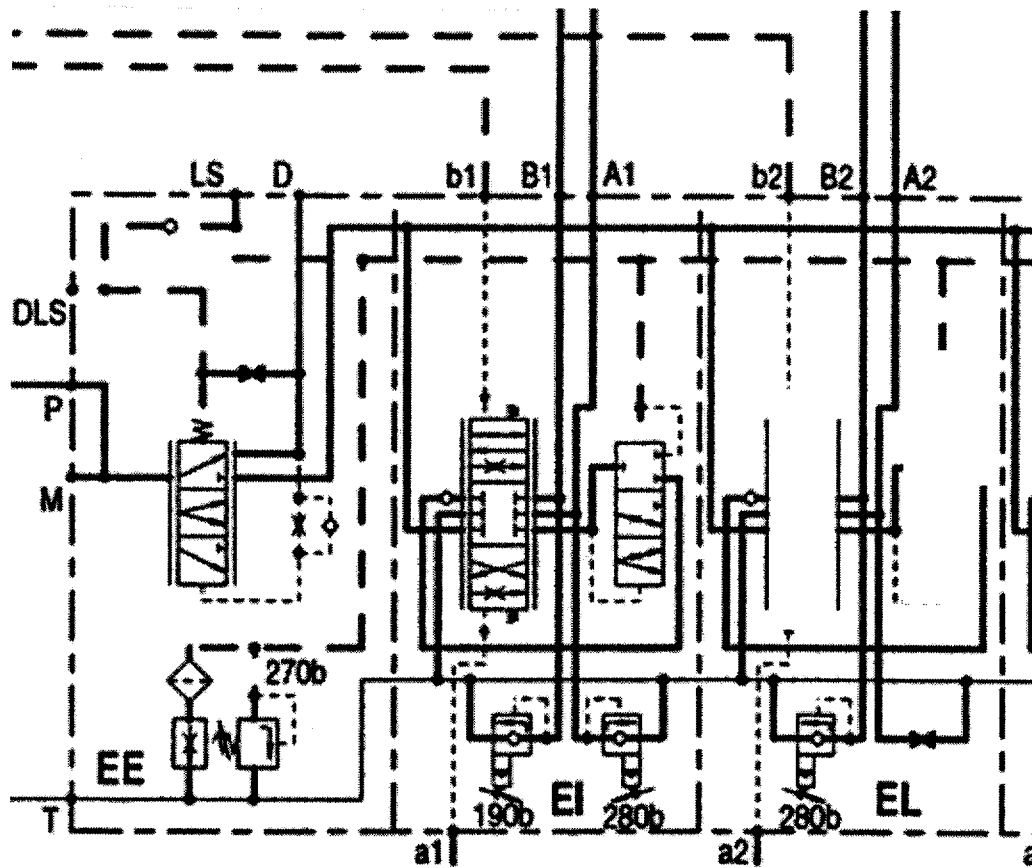 LS D b1 B1 A1 b2 B2 A2
DLS
P
M
270b
EE EI EL
190b 280b 280b
T
a1 a2 a